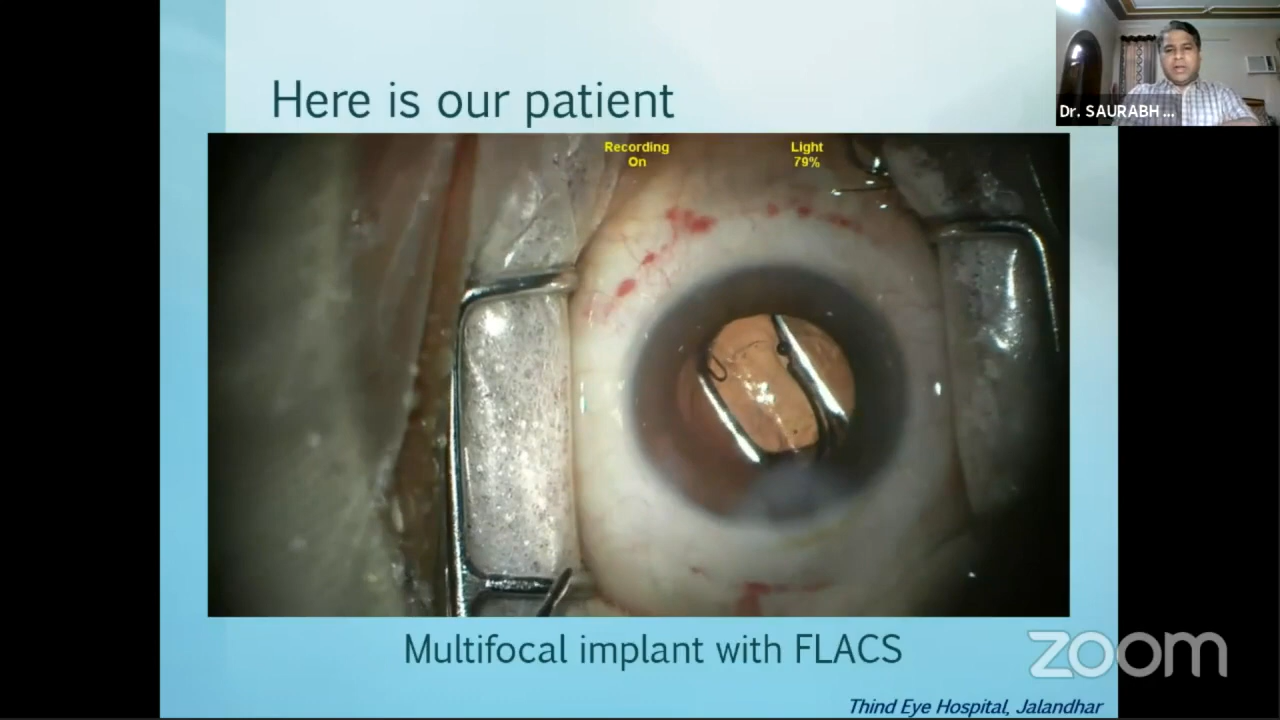 Here is our patient
Dr. SAURABH ...
Recording
On
Light
79%
Multifocal implant with FLACS
zoom
Thind Eye Hospital, Jalandhar